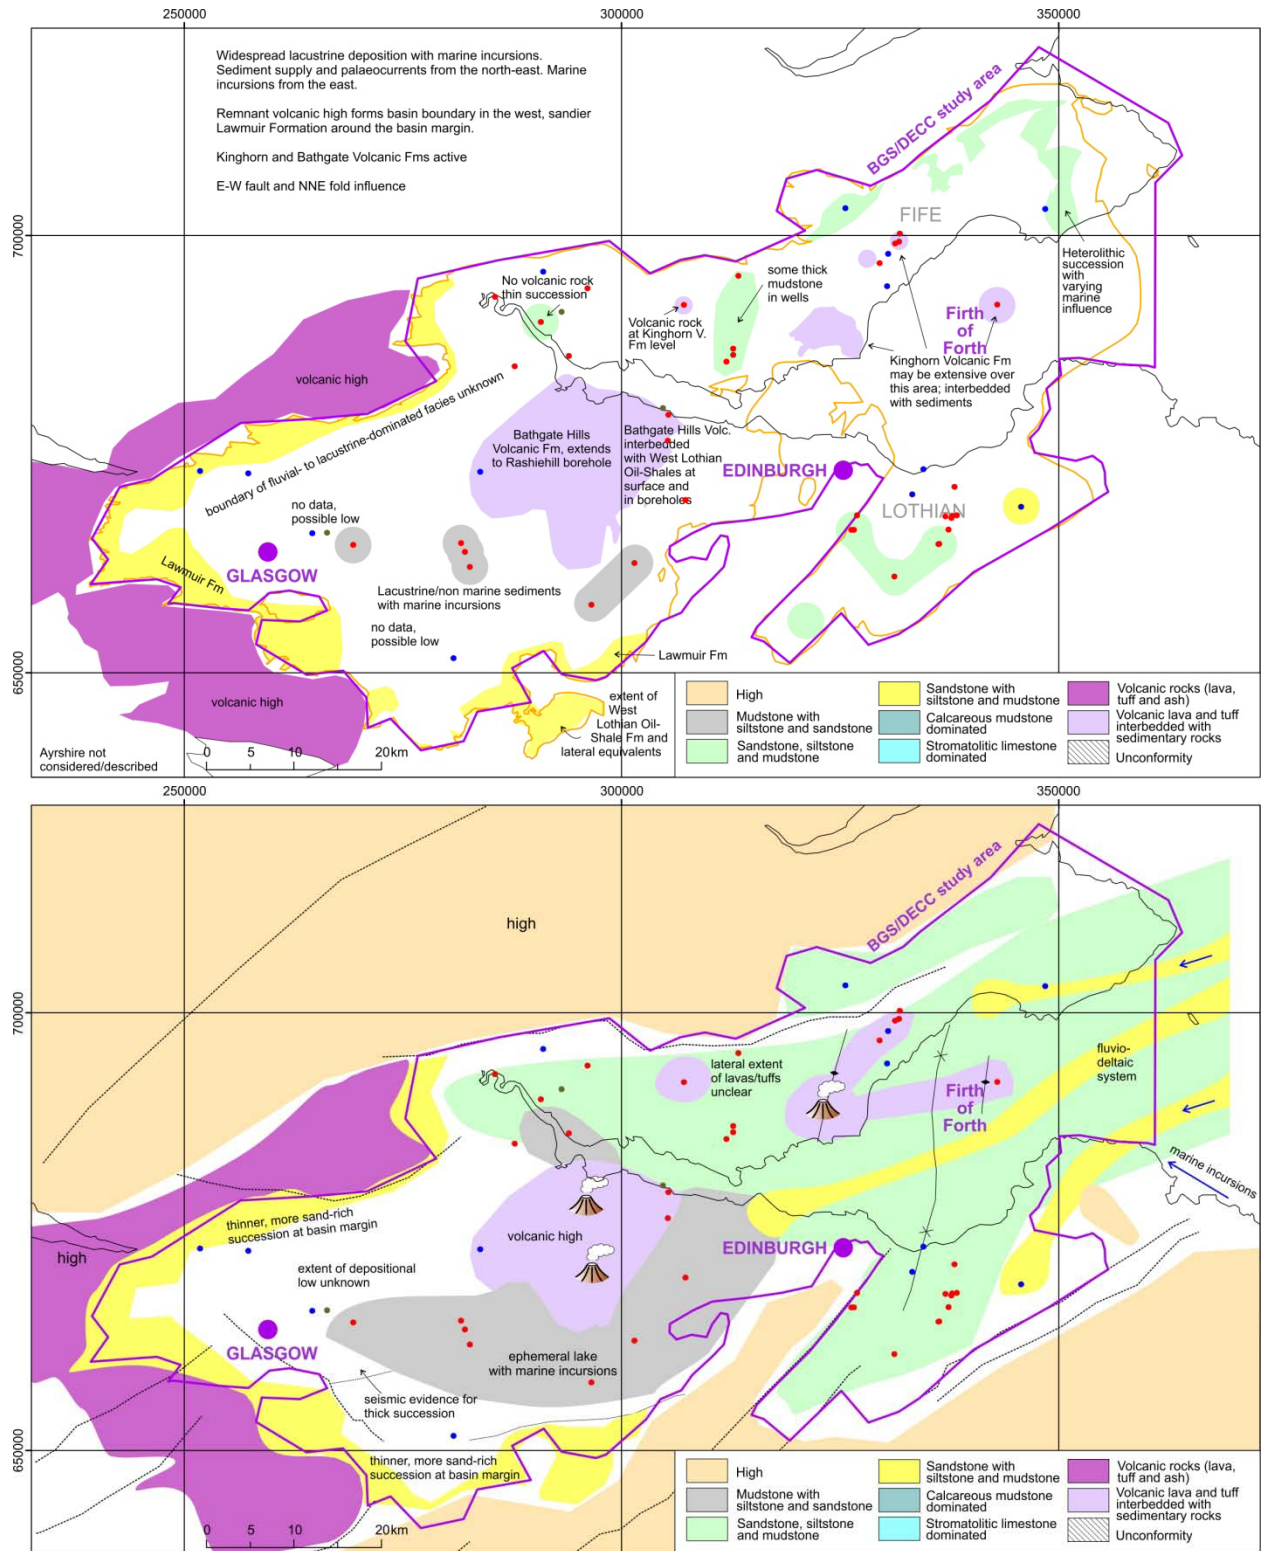 250000
300000
350000
Widespread lacustrine deposition with marine incursions.
Sediment supply and palaeocurrents from the north-east. Marine
incursions from the east.
Remnant volcanic high forms basin boundary in the west, sandier
Lawmuir Formation around the basin margin.
Kinghorn and Bathgate Volcanic Fms active
E-W fault and NNE fold influence
BGS/DECC study area
700000
FIFE
Heterolithic
succession
with
varying
marine
influence
some thick
mudstone
in wells
No volcanic rock
thin succession
Volcanic rock
at Kinghorn V.
Fm level
Firth
of
Forth
Kinghorn Volcanic Fm
may be extensive over
this area; interbedded
with sediments
volcanic high
boundary of fluvial- to lacustrine-dominated facies unknown
Bathgate Hills
Volcanic Fm, extends
to Rashiehill borehole
Bathgate Hills Volc.
interbedded
with West Lothian
Oil-Shales at
surface and
in boreholes
EDINBURGH
LOTHIAN
no data,
possible low
GLASGOW
Lawmuir Fm
Lacustrine/non marine sediments
with marine incursions
no data,
possible low
Lawmuir Fm
650000
volcanic high
extent of
West
Lothian Oil-
Shale Fm and
lateral equivalents
Ayrshire not
considered/described
0 10 20km
High
Mudstone with
siltstone and sandstone
Sandstone, siltstone
and mudstone
Sandstone with
siltstone and mudstone
Calcareous mudstone
dominated
Stromatolitic limestone
dominated
Volcanic rocks (lava,
tuff and ash)
Volcanic lava and tuff
interbedded with
sedimentary rocks
Unconformity
250000
300000
350000
BGS/DECC study area
high
700000
lateral extent
of lavas/tuffs
unclear
fluvio-
deltaic
system
Firth
of
Forth
marine incursions
thinner, more sand-rich
succession at basin margin
high
volcanic high
EDINBURGH
extent of depositional
low unknown
GLASGOW
ephemeral lake
with marine incursions
seismic evidence for
thick succession
650000
thinner, more sand-rich
succession at basin margin
0 10 20km
High
Mudstone with
siltstone and sandstone
Sandstone, siltstone
and mudstone
Sandstone with
siltstone and mudstone
Calcareous mudstone
dominated
Stromatolitic limestone
dominated
Volcanic rocks (lava,
tuff and ash)
Volcanic lava and tuff
interbedded with
sedimentary rocks
Unconformity